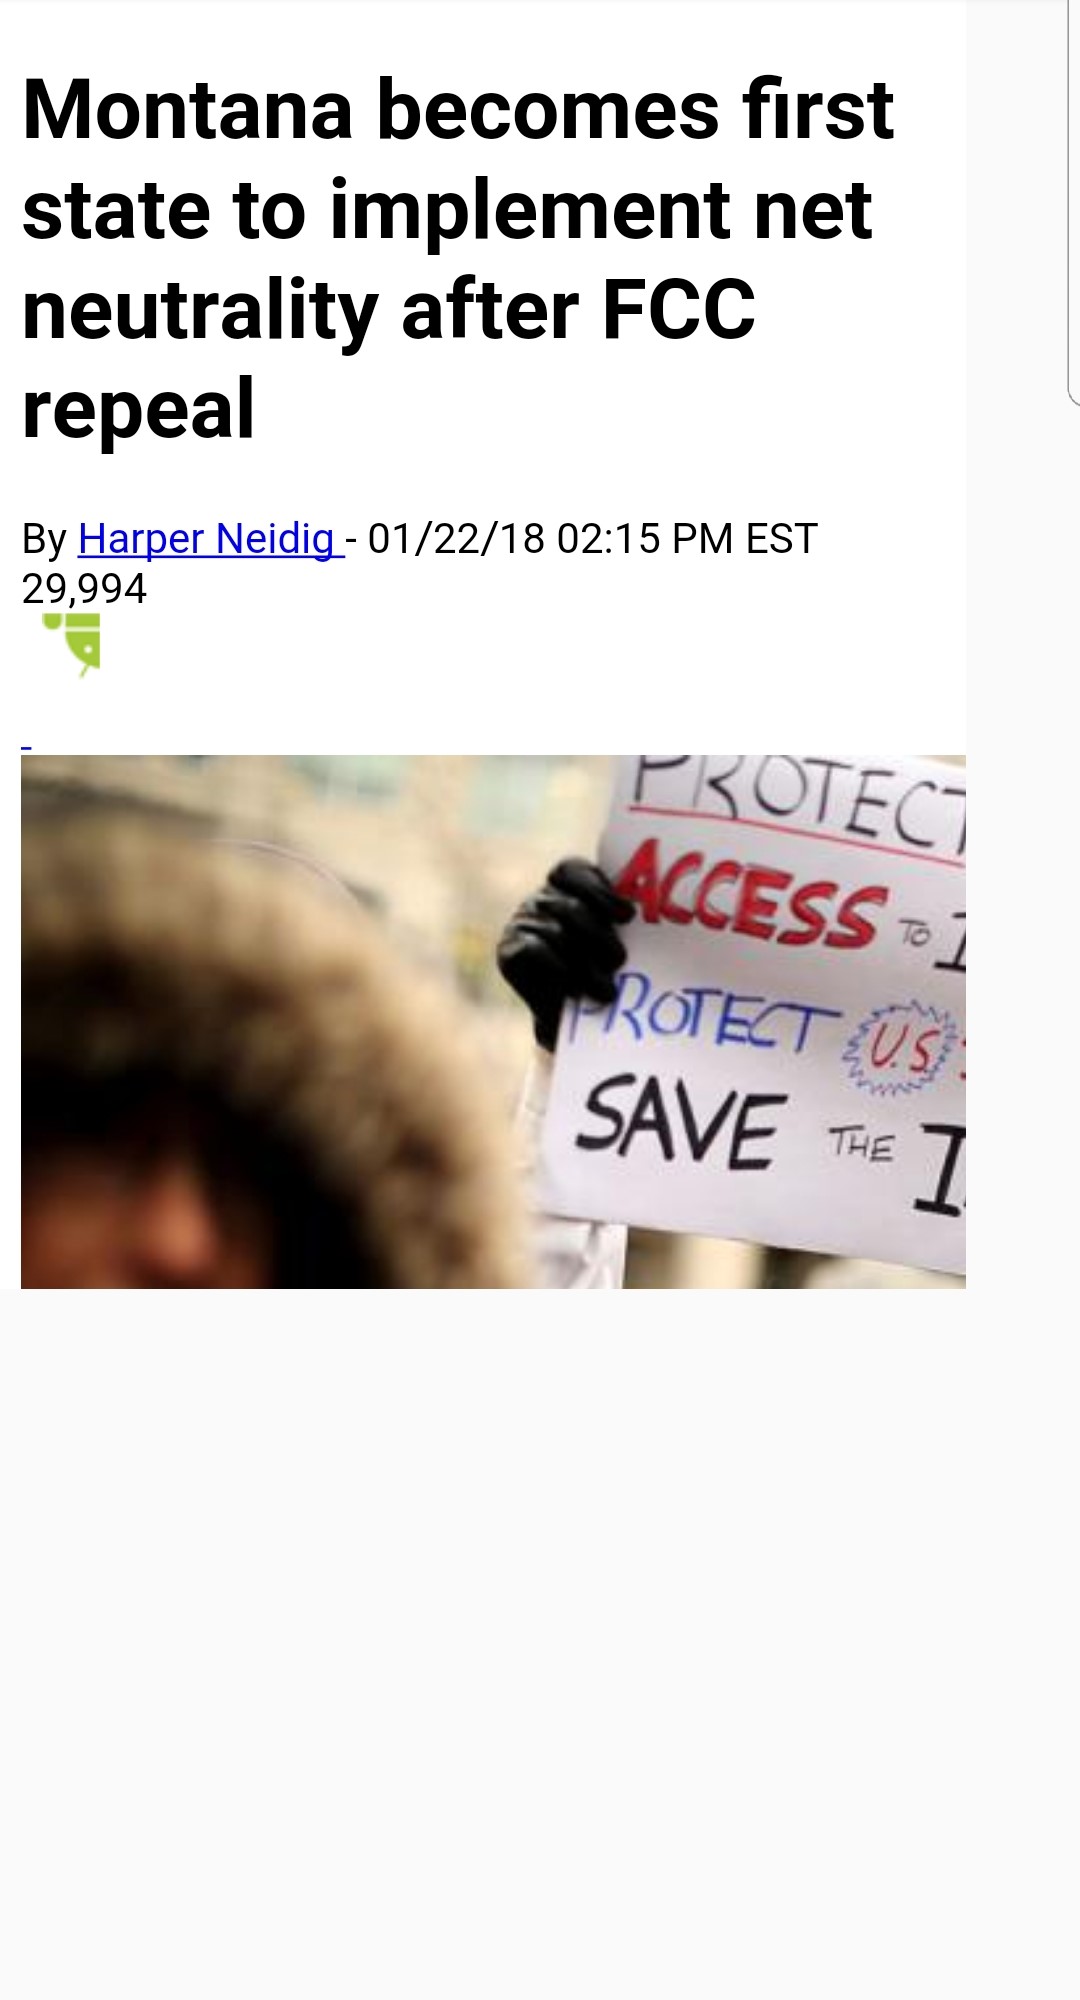 Montana becomes first
state to implement net
neutrality after FCC
repeal
By Harper Neidig - 01/22/18 02:15 PM EST
29,994
PROTECT
ACCESS TO I
PROTECT U.S.
SAVE THE I